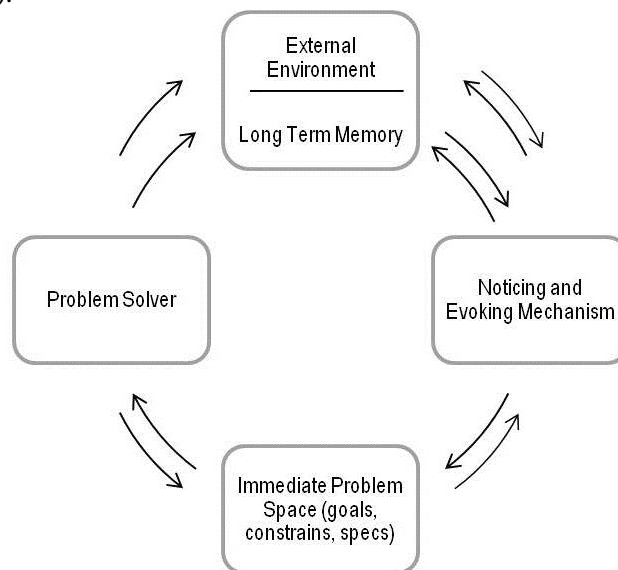 External
Environment
Long Term Memory
Problem Solver
Noticing and
Evoking Mechanism
Immediate Problem
Space (goals,
constrains, specs)